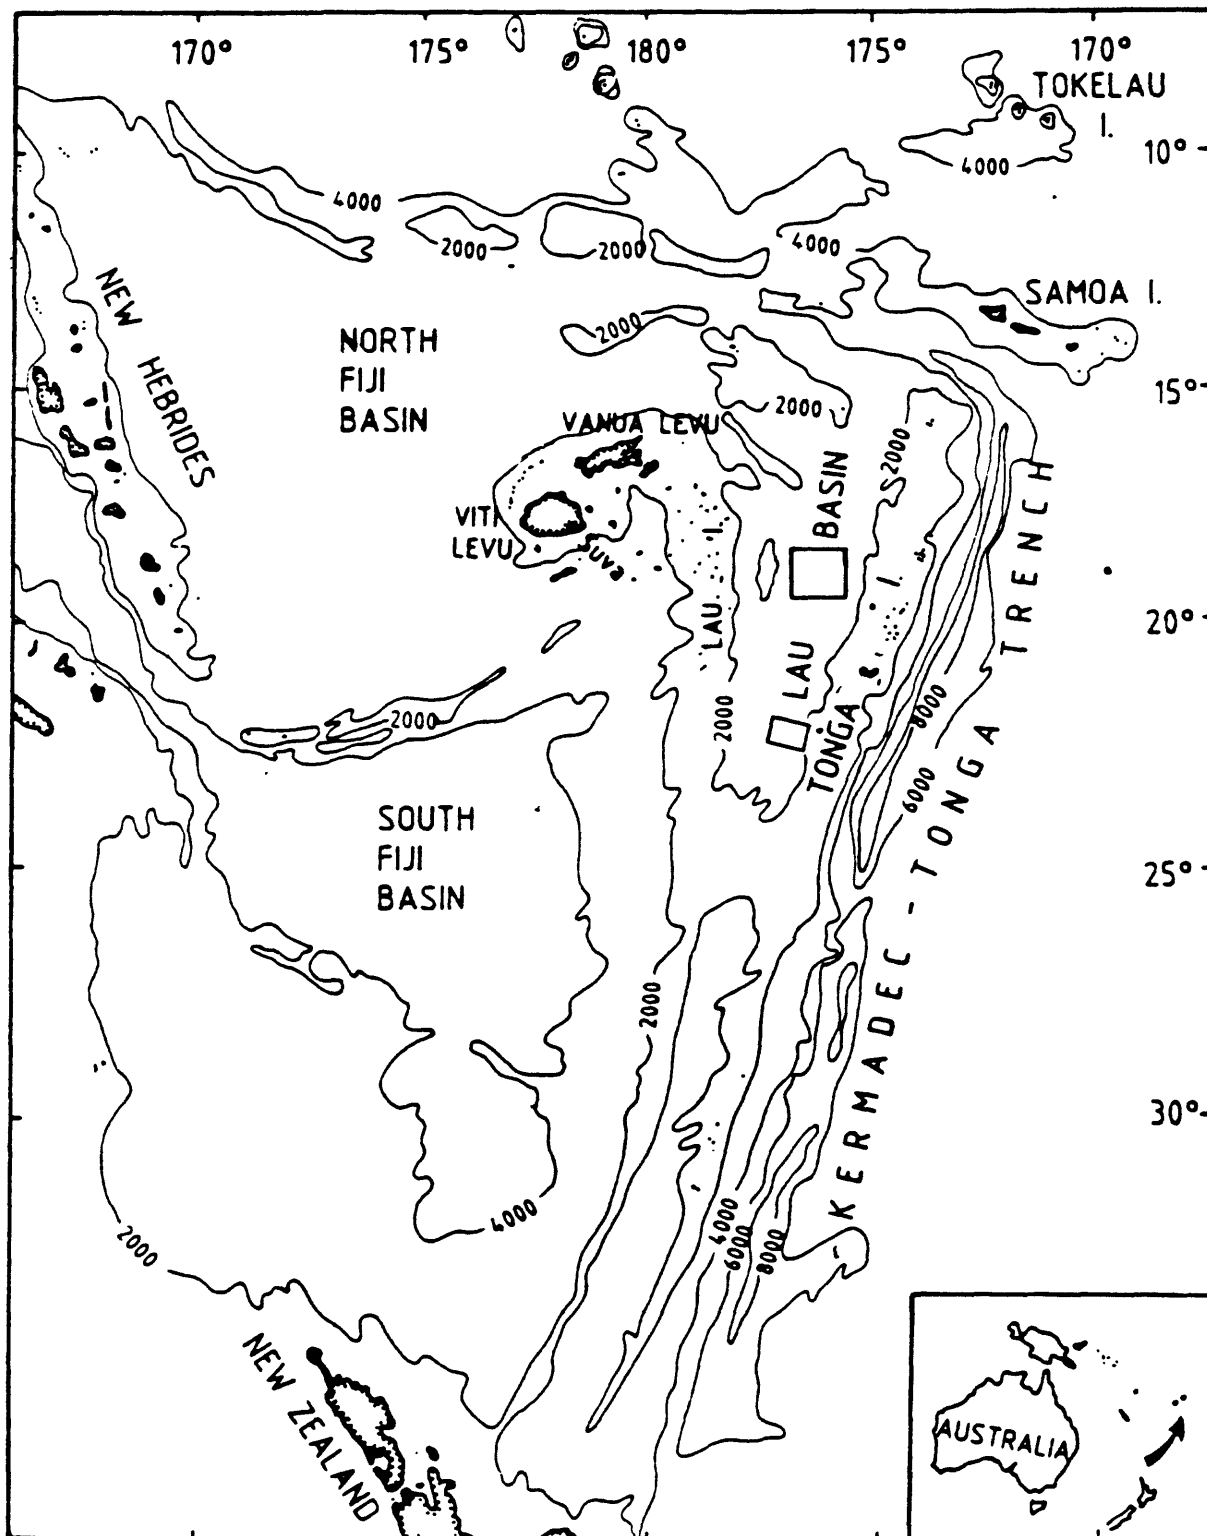 170° 175° 180° 175° 170°
TOKELAU
I.
10°
4000
4000
2000
2000
4000
SAMOA I.
NEW HEBRIDES
NORTH
FIJI
BASIN
2000
15°
2000
VANUA LEVU
2000
VITI
LEVU
Suva
LAU I.
LAU BASIN
TONGA I.
20°
2000
2000
8000
6000
KERMADEC - TONGA TRENCH
SOUTH
FIJI
BASIN
25°
2000
30°
4000
2000
4000
6000
8000
NEW ZEALAND
AUSTRALIA